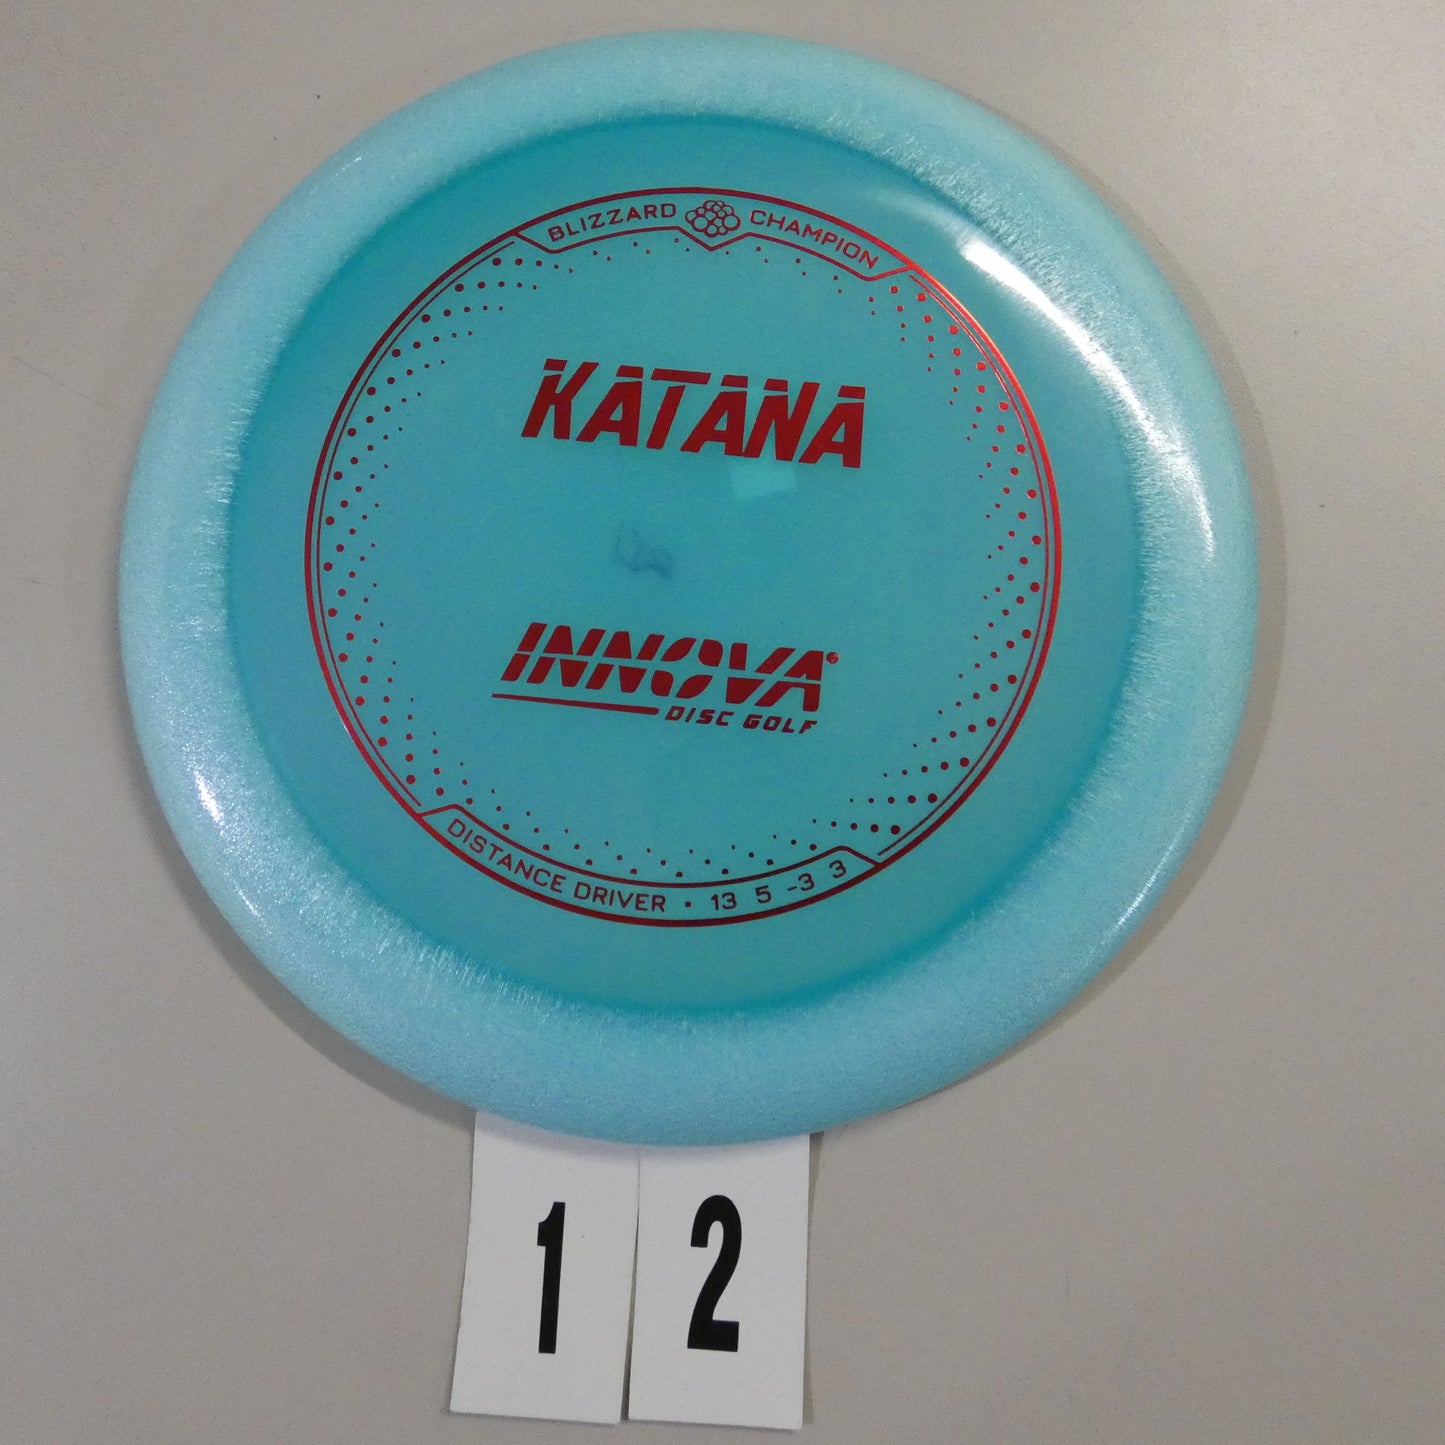 BLIZZARD CHAMPION
KATANA
INNOVA®
DISC GOLF
DISTANCE DRIVER • 13 5 -3 3
1 2